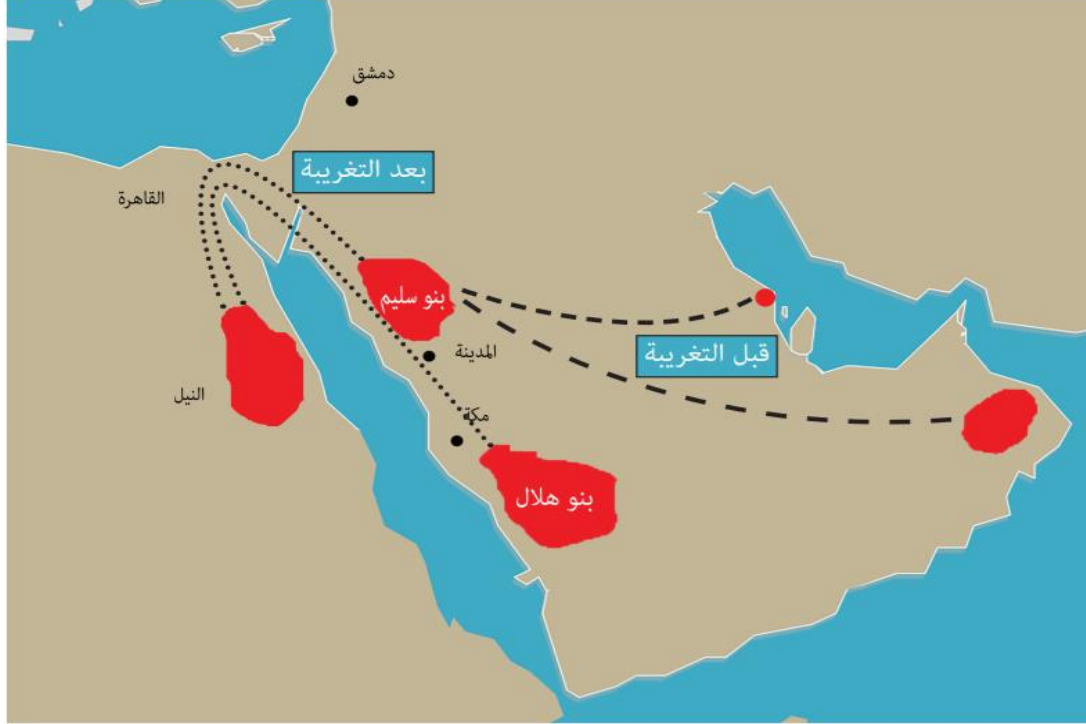 دمشق
بعد التغريبة
القاهرة
بنو سليم
قبل التغريبة
المدينة
النيل
مكة
بنو هلال